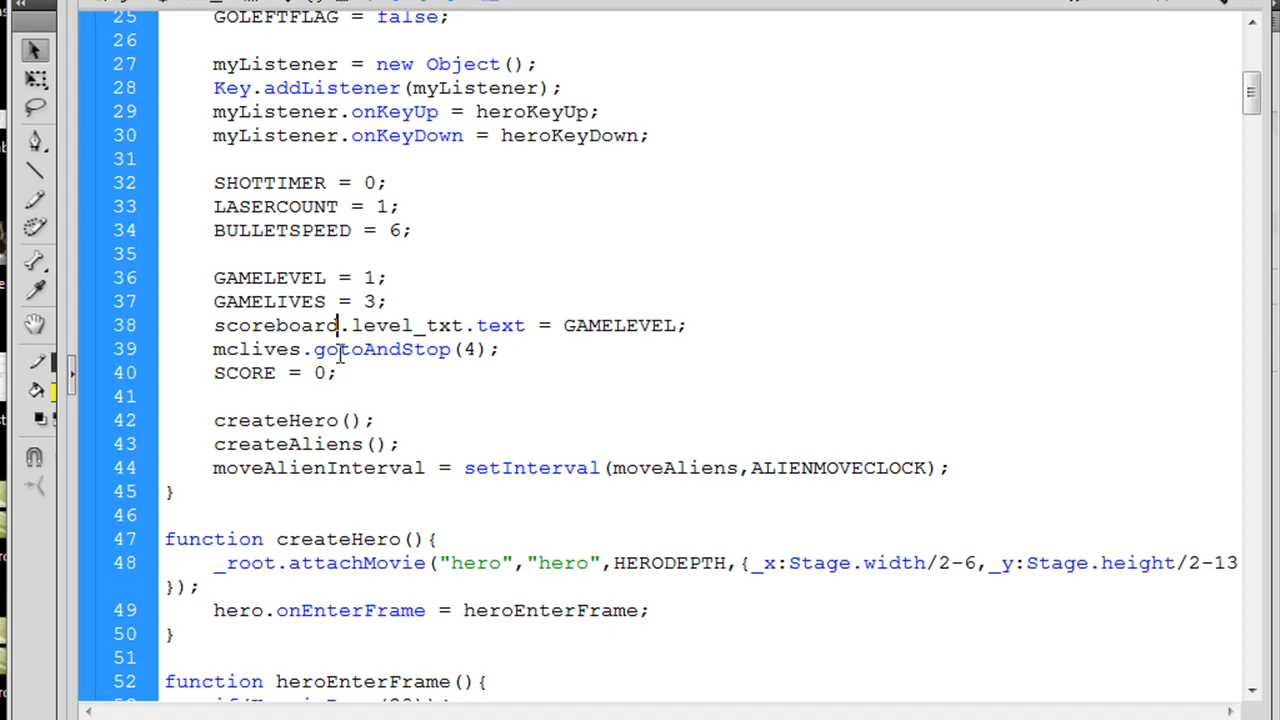 25 GOLEFTFLAG = false;
26
27 myListener = new Object();
28 Key.addListener(myListener);
29 myListener.onKeyUp = heroKeyUp;
30 myListener.onKeyDown = heroKeyDown;
31
32 SHOTTIMER = 0;
33 LASERCOUNT = 1;
34 BULLETSPEED = 6;
35
36 GAMELEVEL = 1;
37 GAMELIVES = 3;
38 scoreboard.level_txt.text = GAMELEVEL;
39 mclives.gotoAndStop(4);
40 SCORE = 0;
41
42 createHero();
43 createAliens();
44 moveAlienInterval = setInterval(moveAliens,ALIENMOVECLOCK);
45 }
46
47 function createHero(){
48 _root.attachMovie("hero","hero",HERODEPTH,{_x:Stage.width/2-6,_y:Stage.height/2-13
});
49 hero.onEnterFrame = heroEnterFrame;
50 }
51
52 function heroEnterFrame(){